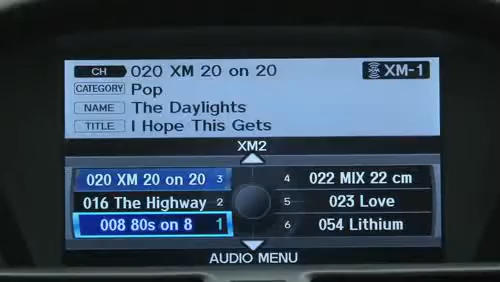 CH 020 XM 20 on 20 XM-1
CATEGORY Pop
NAME The Daylights
TITLE I Hope This Gets
XM2
020 XM 20 on 20 3 4 022 MIX 22 cm
016 The Highway 2 5 023 Love
008 80s on 8 1 6 054 Lithium
AUDIO MENU